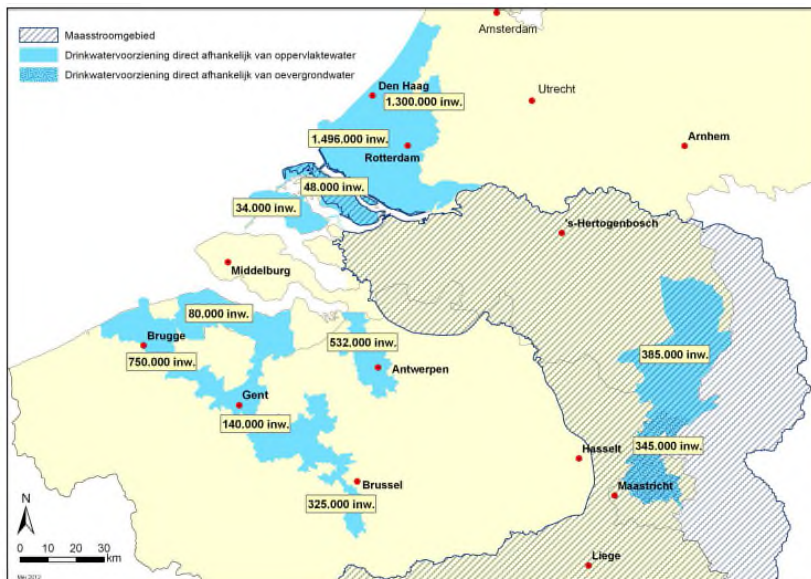 Maasstroomgebied
Drinkwatervoorziening direct afhankelijk van oppervlaktewater
Drinkwatervoorziening direct afhankelijk van oevergrondwater
Amsterdam
Den Haag
1.300.000 inw.
Utrecht
1.496.000 inw.
Rotterdam
Arnhem
48.000 inw.
34.000 inw.
's-Hertogenbosch
Middelburg
80.000 inw.
Brugge
532,000 inw.
750.000 inw.
385.000 inw.
Antwerpen
Gent
140.000 inw.
345.000 inw.
Hasselt
Brussel
Maastricht
325.000 inw.
N
0 10 20 30
km
Liege
Mei 2012